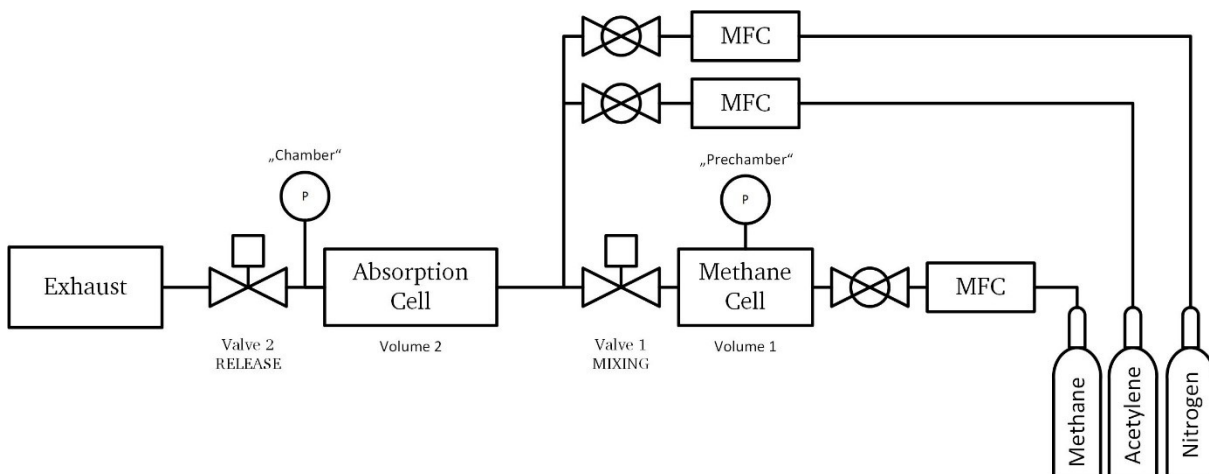 MFC
MFC
„Chamber“
„Prechamber“
P
P
Exhaust
Absorption
Cell
Methane
Cell
MFC
Valve 2
RELEASE
Volume 2
Valve 1
MIXING
Volume 1
Methane
Acetylene
Nitrogen